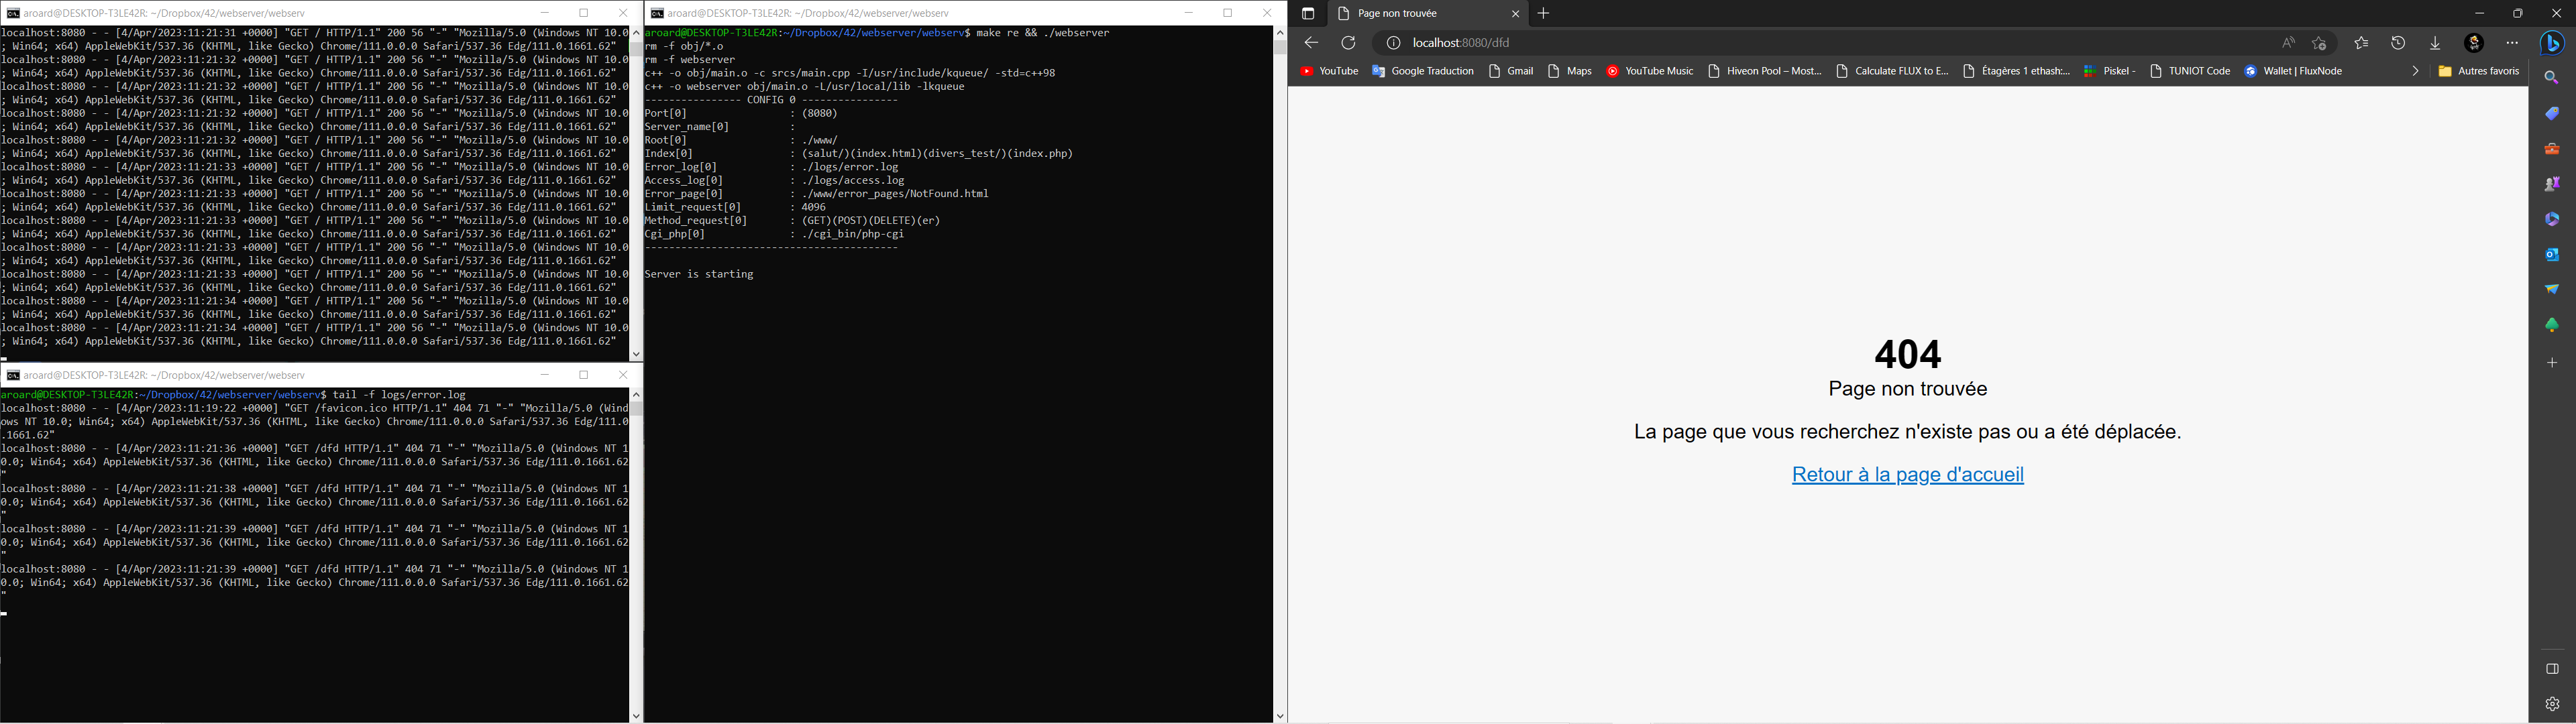 aroard@DESKTOP-T3LE42R: ~/Dropbox/42/webserver/webserv
localhost:8080 - - [4/Apr/2023:11:21:31 +0000] "GET / HTTP/1.1" 200 56 "-" "Mozilla/5.0 (Windows NT 10.0
; Win64; x64) AppleWebKit/537.36 (KHTML, like Gecko) Chrome/111.0.0.0 Safari/537.36 Edg/111.0.1661.62"
localhost:8080 - - [4/Apr/2023:11:21:32 +0000] "GET / HTTP/1.1" 200 56 "-" "Mozilla/5.0 (Windows NT 10.0
; Win64; x64) AppleWebKit/537.36 (KHTML, like Gecko) Chrome/111.0.0.0 Safari/537.36 Edg/111.0.1661.62"
localhost:8080 - - [4/Apr/2023:11:21:32 +0000] "GET / HTTP/1.1" 200 56 "-" "Mozilla/5.0 (Windows NT 10.0
; Win64; x64) AppleWebKit/537.36 (KHTML, like Gecko) Chrome/111.0.0.0 Safari/537.36 Edg/111.0.1661.62"
localhost:8080 - - [4/Apr/2023:11:21:32 +0000] "GET / HTTP/1.1" 200 56 "-" "Mozilla/5.0 (Windows NT 10.0
; Win64; x64) AppleWebKit/537.36 (KHTML, like Gecko) Chrome/111.0.0.0 Safari/537.36 Edg/111.0.1661.62"
localhost:8080 - - [4/Apr/2023:11:21:32 +0000] "GET / HTTP/1.1" 200 56 "-" "Mozilla/5.0 (Windows NT 10.0
; Win64; x64) AppleWebKit/537.36 (KHTML, like Gecko) Chrome/111.0.0.0 Safari/537.36 Edg/111.0.1661.62"
localhost:8080 - - [4/Apr/2023:11:21:33 +0000] "GET / HTTP/1.1" 200 56 "-" "Mozilla/5.0 (Windows NT 10.0
; Win64; x64) AppleWebKit/537.36 (KHTML, like Gecko) Chrome/111.0.0.0 Safari/537.36 Edg/111.0.1661.62"
localhost:8080 - - [4/Apr/2023:11:21:33 +0000] "GET / HTTP/1.1" 200 56 "-" "Mozilla/5.0 (Windows NT 10.0
; Win64; x64) AppleWebKit/537.36 (KHTML, like Gecko) Chrome/111.0.0.0 Safari/537.36 Edg/111.0.1661.62"
localhost:8080 - - [4/Apr/2023:11:21:33 +0000] "GET / HTTP/1.1" 200 56 "-" "Mozilla/5.0 (Windows NT 10.0
; Win64; x64) AppleWebKit/537.36 (KHTML, like Gecko) Chrome/111.0.0.0 Safari/537.36 Edg/111.0.1661.62"
localhost:8080 - - [4/Apr/2023:11:21:33 +0000] "GET / HTTP/1.1" 200 56 "-" "Mozilla/5.0 (Windows NT 10.0
; Win64; x64) AppleWebKit/537.36 (KHTML, like Gecko) Chrome/111.0.0.0 Safari/537.36 Edg/111.0.1661.62"
localhost:8080 - - [4/Apr/2023:11:21:33 +0000] "GET / HTTP/1.1" 200 56 "-" "Mozilla/5.0 (Windows NT 10.0
; Win64; x64) AppleWebKit/537.36 (KHTML, like Gecko) Chrome/111.0.0.0 Safari/537.36 Edg/111.0.1661.62"
localhost:8080 - - [4/Apr/2023:11:21:34 +0000] "GET / HTTP/1.1" 200 56 "-" "Mozilla/5.0 (Windows NT 10.0
; Win64; x64) AppleWebKit/537.36 (KHTML, like Gecko) Chrome/111.0.0.0 Safari/537.36 Edg/111.0.1661.62"
localhost:8080 - - [4/Apr/2023:11:21:34 +0000] "GET / HTTP/1.1" 200 56 "-" "Mozilla/5.0 (Windows NT 10.0
; Win64; x64) AppleWebKit/537.36 (KHTML, like Gecko) Chrome/111.0.0.0 Safari/537.36 Edg/111.0.1661.62"
aroard@DESKTOP-T3LE42R: ~/Dropbox/42/webserver/webserv
aroard@DESKTOP-T3LE42R:~/Dropbox/42/webserver/webserv$ tail -f logs/error.log
localhost:8080 - - [4/Apr/2023:11:19:22 +0000] "GET /favicon.ico HTTP/1.1" 404 71 "-" "Mozilla/5.0 (Wind
ows NT 10.0; Win64; x64) AppleWebKit/537.36 (KHTML, like Gecko) Chrome/111.0.0.0 Safari/537.36 Edg/111.0
.1661.62"
localhost:8080 - - [4/Apr/2023:11:21:36 +0000] "GET /dfd HTTP/1.1" 404 71 "-" "Mozilla/5.0 (Windows NT 1
0.0; Win64; x64) AppleWebKit/537.36 (KHTML, like Gecko) Chrome/111.0.0.0 Safari/537.36 Edg/111.0.1661.62
"
localhost:8080 - - [4/Apr/2023:11:21:38 +0000] "GET /dfd HTTP/1.1" 404 71 "-" "Mozilla/5.0 (Windows NT 1
0.0; Win64; x64) AppleWebKit/537.36 (KHTML, like Gecko) Chrome/111.0.0.0 Safari/537.36 Edg/111.0.1661.62
"
localhost:8080 - - [4/Apr/2023:11:21:39 +0000] "GET /dfd HTTP/1.1" 404 71 "-" "Mozilla/5.0 (Windows NT 1
0.0; Win64; x64) AppleWebKit/537.36 (KHTML, like Gecko) Chrome/111.0.0.0 Safari/537.36 Edg/111.0.1661.62
"
localhost:8080 - - [4/Apr/2023:11:21:39 +0000] "GET /dfd HTTP/1.1" 404 71 "-" "Mozilla/5.0 (Windows NT 1
0.0; Win64; x64) AppleWebKit/537.36 (KHTML, like Gecko) Chrome/111.0.0.0 Safari/537.36 Edg/111.0.1661.62
"
aroard@DESKTOP-T3LE42R: ~/Dropbox/42/webserver/webserv
aroard@DESKTOP-T3LE42R:~/Dropbox/42/webserver/webserv$ make re && ./webserver
rm -f obj/*.o
rm -f webserver
c++ -o obj/main.o -c srcs/main.cpp -I/usr/include/kqueue/ -std=c++98
c++ -o webserver obj/main.o -L/usr/local/lib -lkqueue
---------------- CONFIG 0 ----------------
Port[0] : (8080)
Server_name[0] :
Root[0] : ./www/
Index[0] : (salut/)(index.html)(divers_test/)(index.php)
Error_log[0] : ./logs/error.log
Access_log[0] : ./logs/access.log
Error_page[0] : ./www/error_pages/NotFound.html
Limit_request[0] : 4096
Method_request[0] : (GET)(POST)(DELETE)(er)
Cgi_php[0] : ./cgi_bin/php-cgi
------------------------------------------
Server is starting
Page non trouvée
localhost:8080/dfd
YouTube Google Traduction Gmail Maps YouTube Music Hiveon Pool – Most... Calculate FLUX to E... Étagères 1 ethash:... Piskel - TUNIOT Code Wallet | FluxNode Autres favoris
404
Page non trouvée
La page que vous recherchez n'existe pas ou a été déplacée.
Retour à la page d'accueil